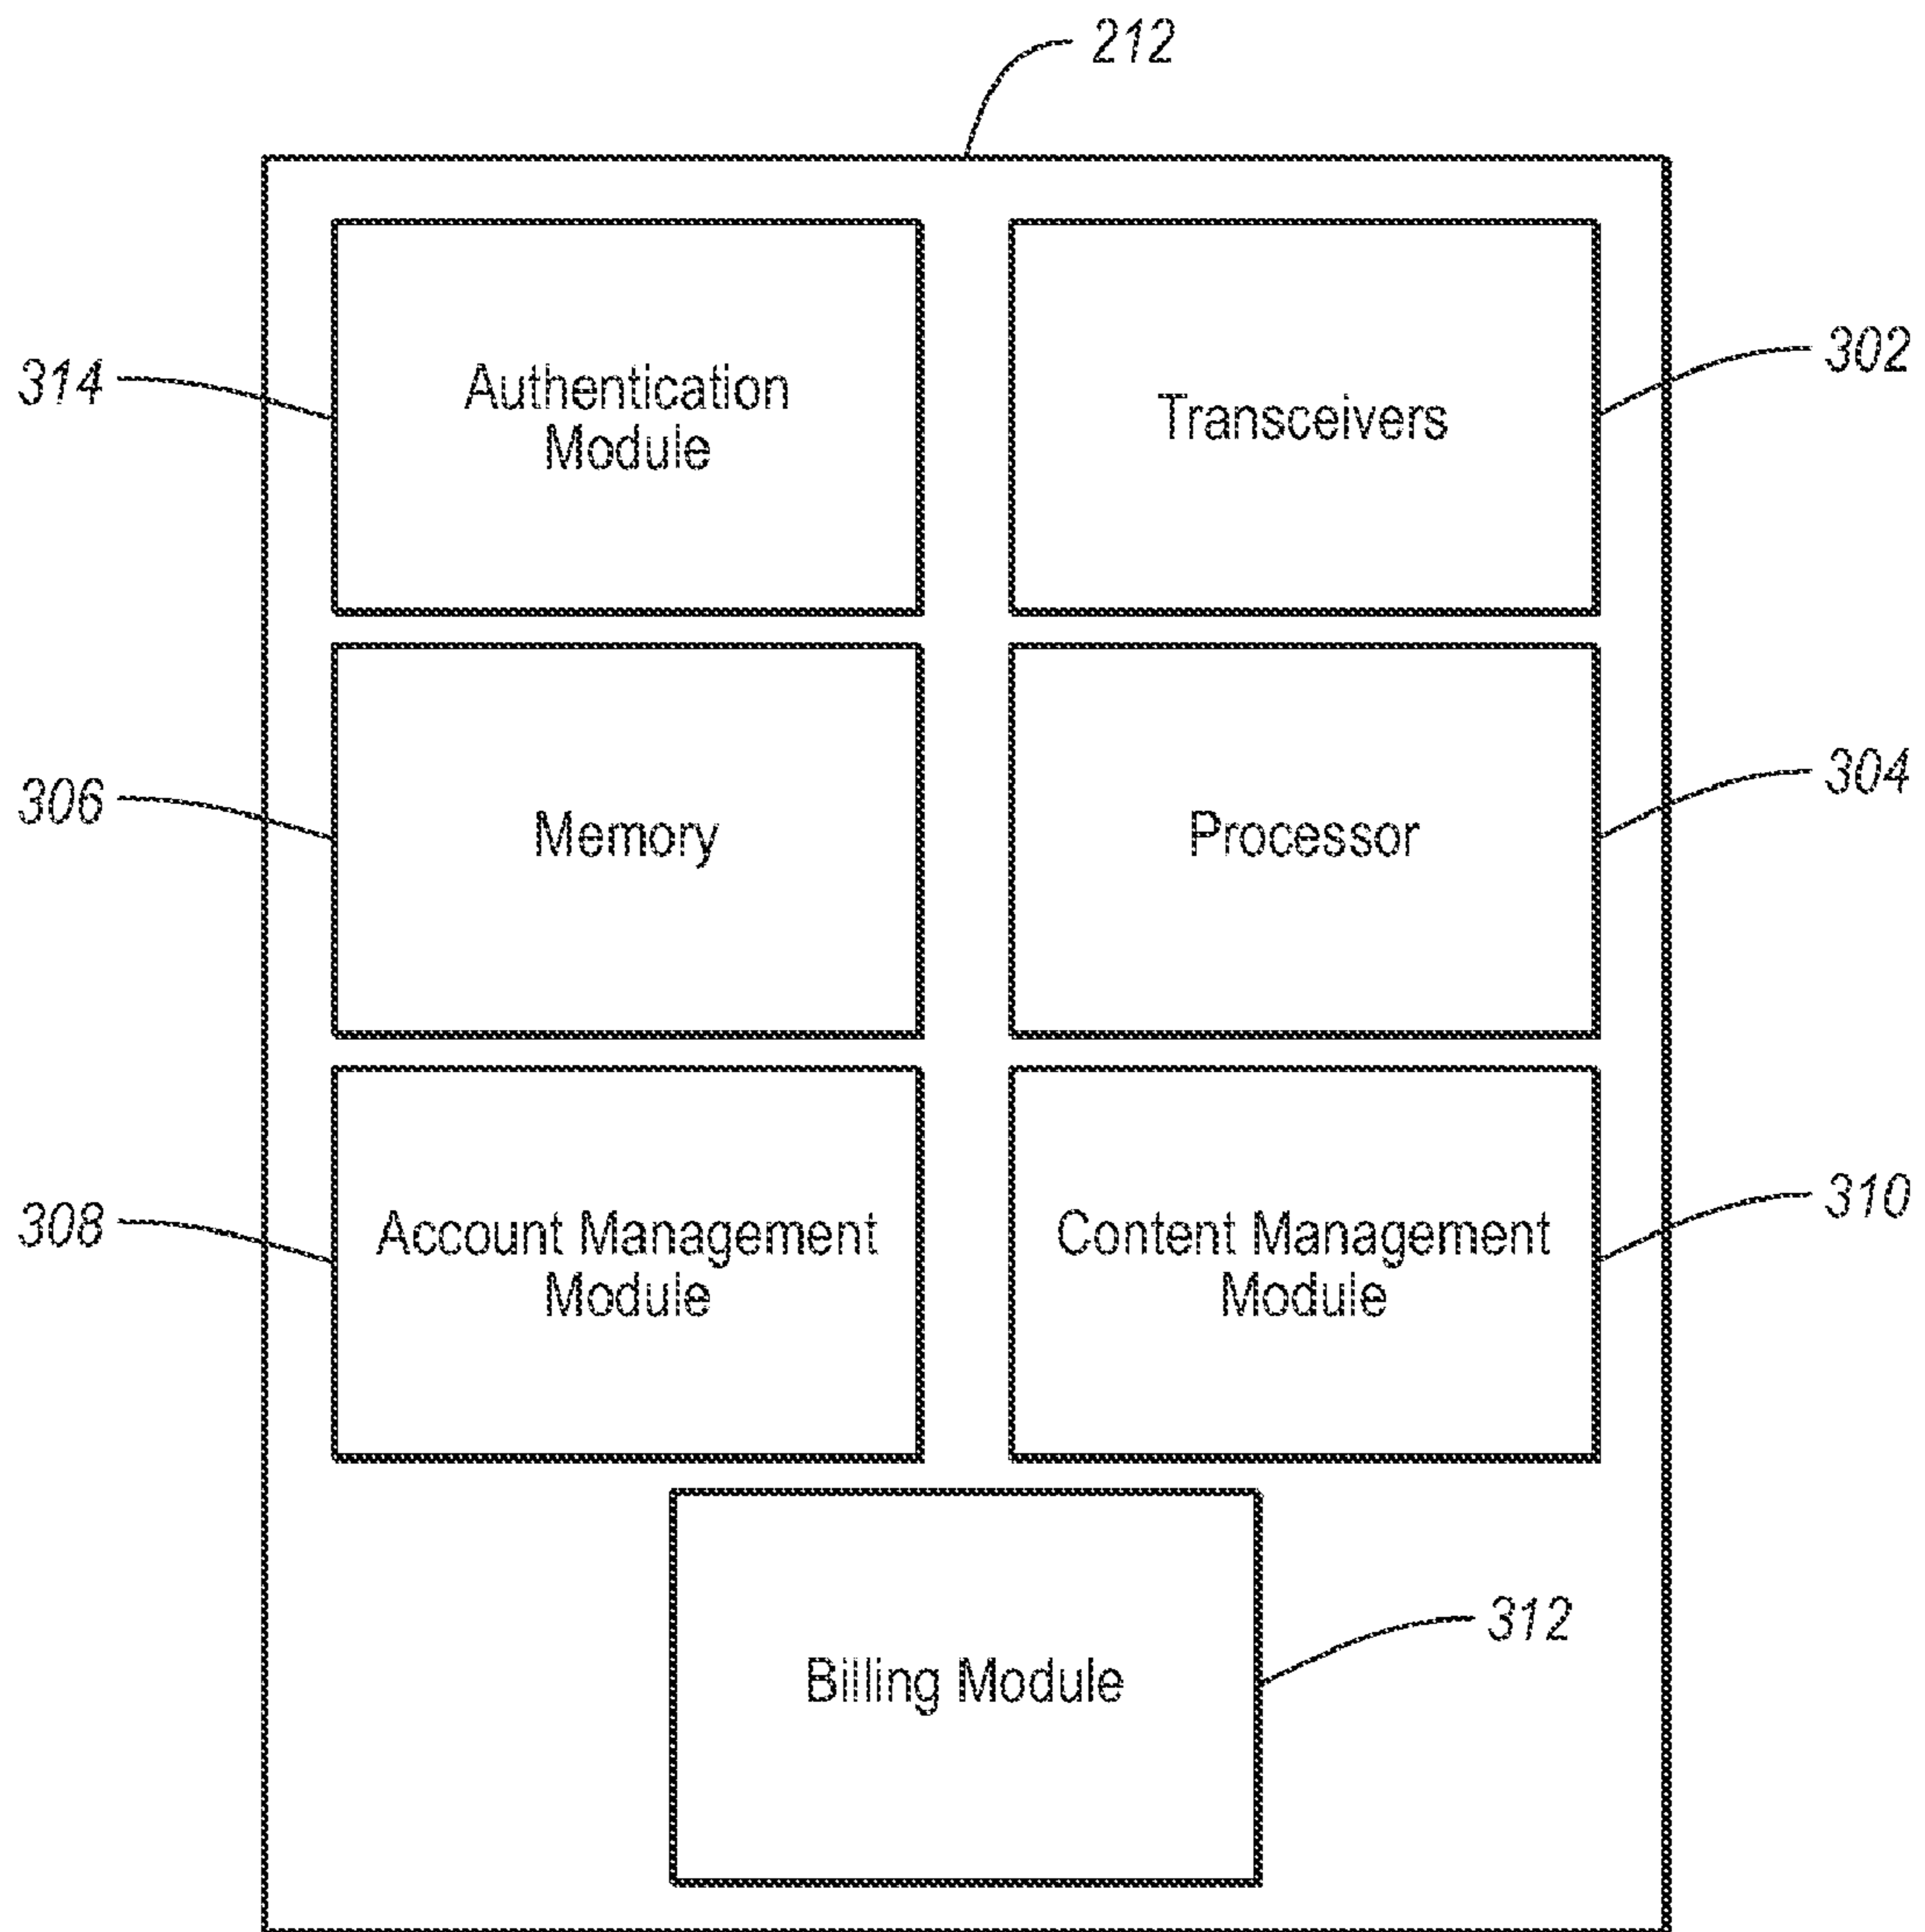 212
314
Authentication
Module
Transceivers
302
306
Memory
Processor
304
308
Account Management
Module
Content Management
Module
310
Billing Module
312